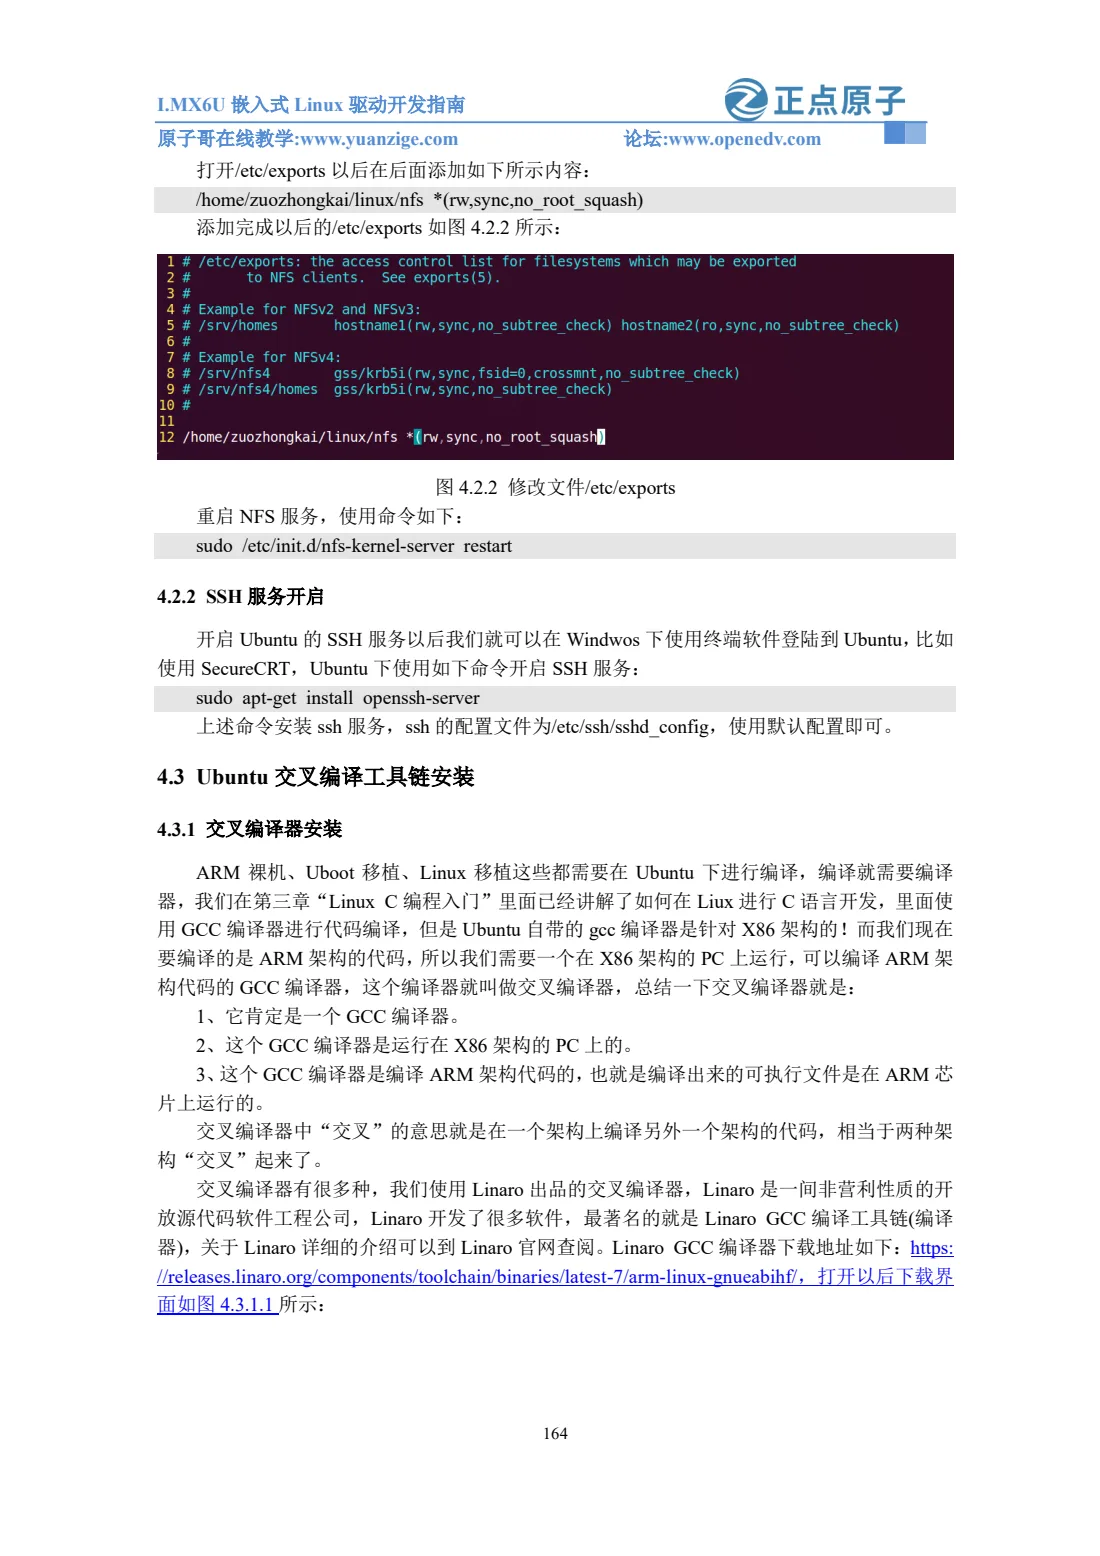 I.MX6U 嵌入式 Linux 驱动开发指南
正点原子
原子哥在线教学:www.yuanzige.com 论坛:www.openedv.com
打开/etc/exports 以后在后面添加如下所示内容：
/home/zuozhongkai/linux/nfs *(rw,sync,no_root_squash)
添加完成以后的/etc/exports 如图 4.2.2 所示：
1 # /etc/exports: the access control list for filesystems which may be exported
2 #       to NFS clients.  See exports(5).
3 #
4 # Example for NFSv2 and NFSv3:
5 # /srv/homes       hostname1(rw,sync,no_subtree_check) hostname2(ro,sync,no_subtree_check)
6 #
7 # Example for NFSv4:
8 # /srv/nfs4        gss/krb5i(rw,sync,fsid=0,crossmnt,no_subtree_check)
9 # /srv/nfs4/homes  gss/krb5i(rw,sync,no_subtree_check)
10 #
11
12 /home/zuozhongkai/linux/nfs *(rw,sync,no_root_squash)
图 4.2.2 修改文件/etc/exports
重启 NFS 服务，使用命令如下：
sudo /etc/init.d/nfs-kernel-server restart
4.2.2 SSH 服务开启
开启 Ubuntu 的 SSH 服务以后我们就可以在 Windwos 下使用终端软件登陆到 Ubuntu，比如
使用 SecureCRT，Ubuntu 下使用如下命令开启 SSH 服务：
sudo apt-get install openssh-server
上述命令安装 ssh 服务，ssh 的配置文件为/etc/ssh/sshd_config，使用默认配置即可。
4.3 Ubuntu 交叉编译工具链安装
4.3.1 交叉编译器安装
ARM 裸机、Uboot 移植、Linux 移植这些都需要在 Ubuntu 下进行编译，编译就需要编译
器，我们在第三章“Linux C 编程入门”里面已经讲解了如何在 Liux 进行 C 语言开发，里面使
用 GCC 编译器进行代码编译，但是 Ubuntu 自带的 gcc 编译器是针对 X86 架构的！而我们现在
要编译的是 ARM 架构的代码，所以我们需要一个在 X86 架构的 PC 上运行，可以编译 ARM 架
构代码的 GCC 编译器，这个编译器就叫做交叉编译器，总结一下交叉编译器就是：
1、它肯定是一个 GCC 编译器。
2、这个 GCC 编译器是运行在 X86 架构的 PC 上的。
3、这个 GCC 编译器是编译 ARM 架构代码的，也就是编译出来的可执行文件是在 ARM 芯
片上运行的。
交叉编译器中“交叉”的意思就是在一个架构上编译另外一个架构的代码，相当于两种架
构“交叉”起来了。
交叉编译器有很多种，我们使用 Linaro 出品的交叉编译器，Linaro 是一间非营利性质的开
放源代码软件工程公司，Linaro 开发了很多软件，最著名的就是 Linaro GCC 编译工具链(编译
器)，关于 Linaro 详细的介绍可以到 Linaro 官网查阅。Linaro GCC 编译器下载地址如下：https:
//releases.linaro.org/components/toolchain/binaries/latest-7/arm-linux-gnueabihf/，打开以后下载界
面如图 4.3.1.1 所示：
164